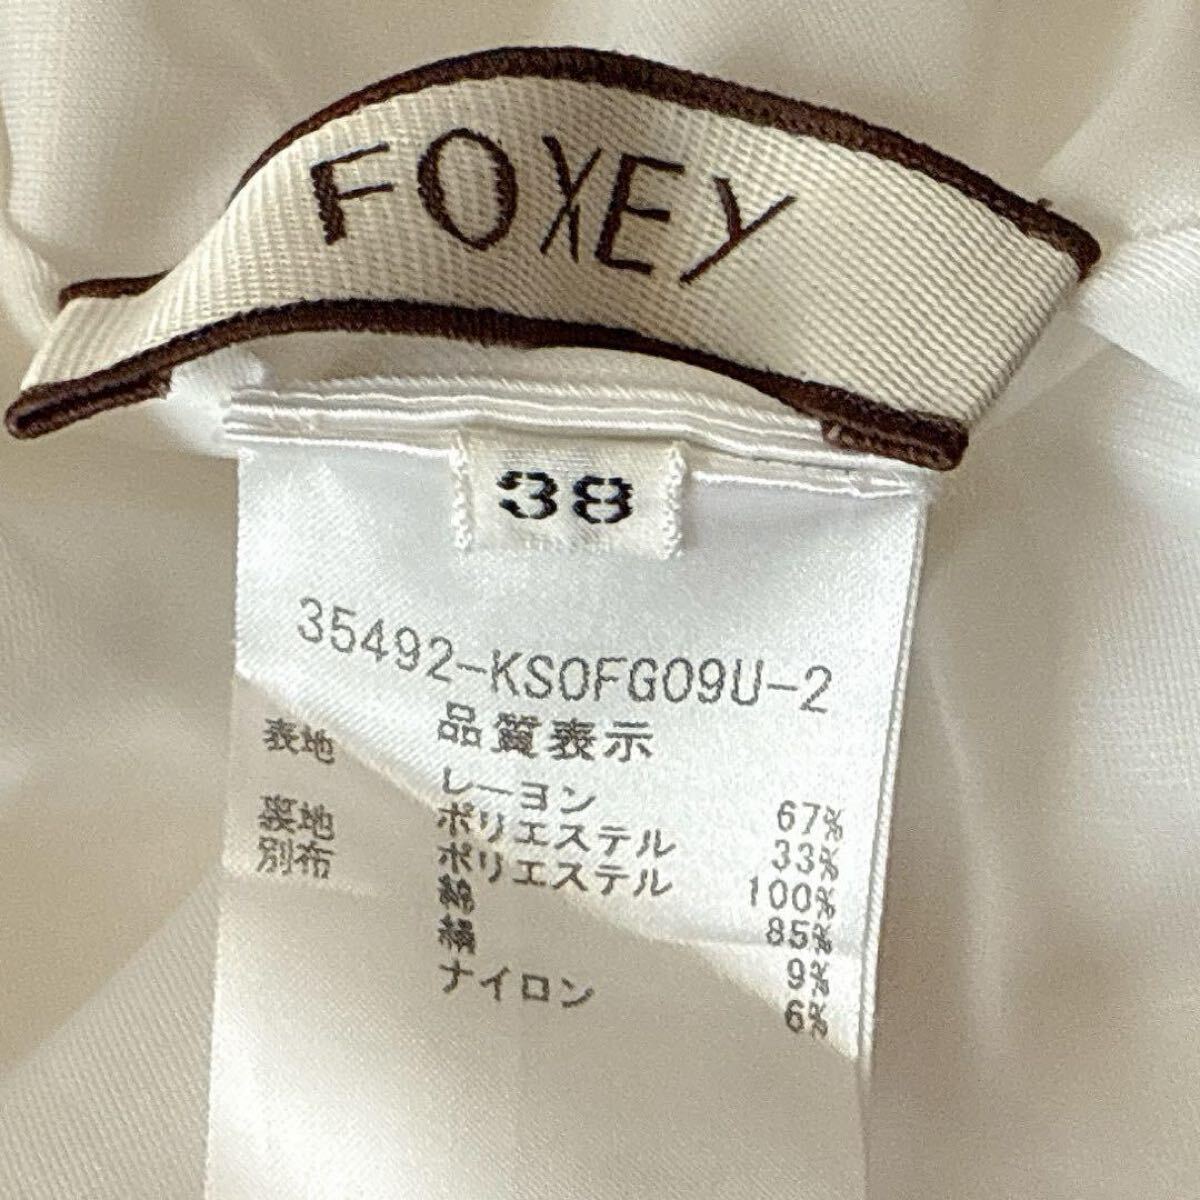 FOXEY
38
35492-KSOFG09U-2
品質表示
表地 レーヨン 67%
ポリエステル 33%
裏地 ポリエステル 100%
別布 綿 85%
絹 9%
ナイロン 6%